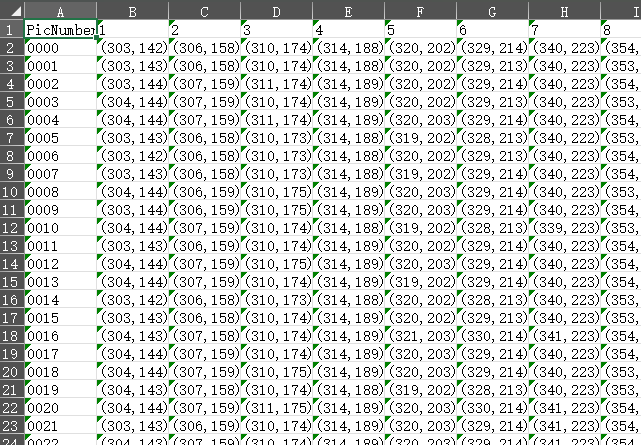 A B C D E F G H I
1 PicNumber 1 2 3 4 5 6 7 8
2 0000 (303,142) (306,158) (310,174) (314,188) (320,202) (329,214) (340,223) (354,
3 0001 (303,143) (306,158) (310,174) (314,188) (320,202) (329,213) (340,223) (353,
4 0002 (303,144) (307,159) (311,174) (314,189) (320,202) (329,214) (340,223) (354,
5 0003 (304,144) (307,159) (310,174) (314,189) (320,202) (329,213) (340,223) (354,
6 0004 (304,144) (307,159) (311,174) (314,189) (320,203) (329,214) (340,223) (354,
7 0005 (303,143) (306,158) (310,173) (314,188) (319,202) (328,213) (340,222) (353,
8 0006 (303,142) (306,158) (310,173) (314,188) (320,202) (329,213) (340,223) (354,
9 0007 (303,143) (306,158) (310,173) (314,188) (319,202) (329,214) (340,223) (354,
10 0008 (304,144) (306,159) (310,175) (314,189) (320,203) (329,214) (340,223) (353,
11 0009 (303,144) (306,159) (310,175) (314,189) (320,203) (329,214) (340,223) (354,
12 0010 (304,144) (307,159) (310,174) (314,188) (319,202) (328,213) (339,223) (353,
13 0011 (303,143) (306,159) (310,174) (314,189) (320,202) (329,214) (340,223) (354,
14 0012 (304,144) (307,159) (310,175) (314,189) (320,203) (329,214) (340,223) (354,
15 0013 (304,144) (307,159) (310,174) (314,189) (319,202) (329,214) (340,223) (354,
16 0014 (303,142) (306,158) (310,173) (314,188) (320,202) (328,213) (340,223) (353,
17 0015 (303,143) (306,159) (310,174) (314,189) (320,202) (329,214) (340,223) (354,
18 0016 (304,143) (306,158) (310,174) (314,189) (321,203) (330,214) (341,223) (354,
19 0017 (304,144) (307,159) (310,174) (314,189) (320,203) (329,214) (340,223) (354,
20 0018 (304,144) (307,159) (310,175) (314,189) (320,203) (329,214) (340,223) (354,
21 0019 (304,143) (307,158) (310,174) (314,188) (319,202) (328,213) (340,223) (353,
22 0020 (304,144) (307,159) (311,175) (314,189) (320,203) (330,214) (341,223) (354,
23 0021 (303,143) (306,159) (310,174) (314,189) (320,203) (329,214) (341,223) (354,